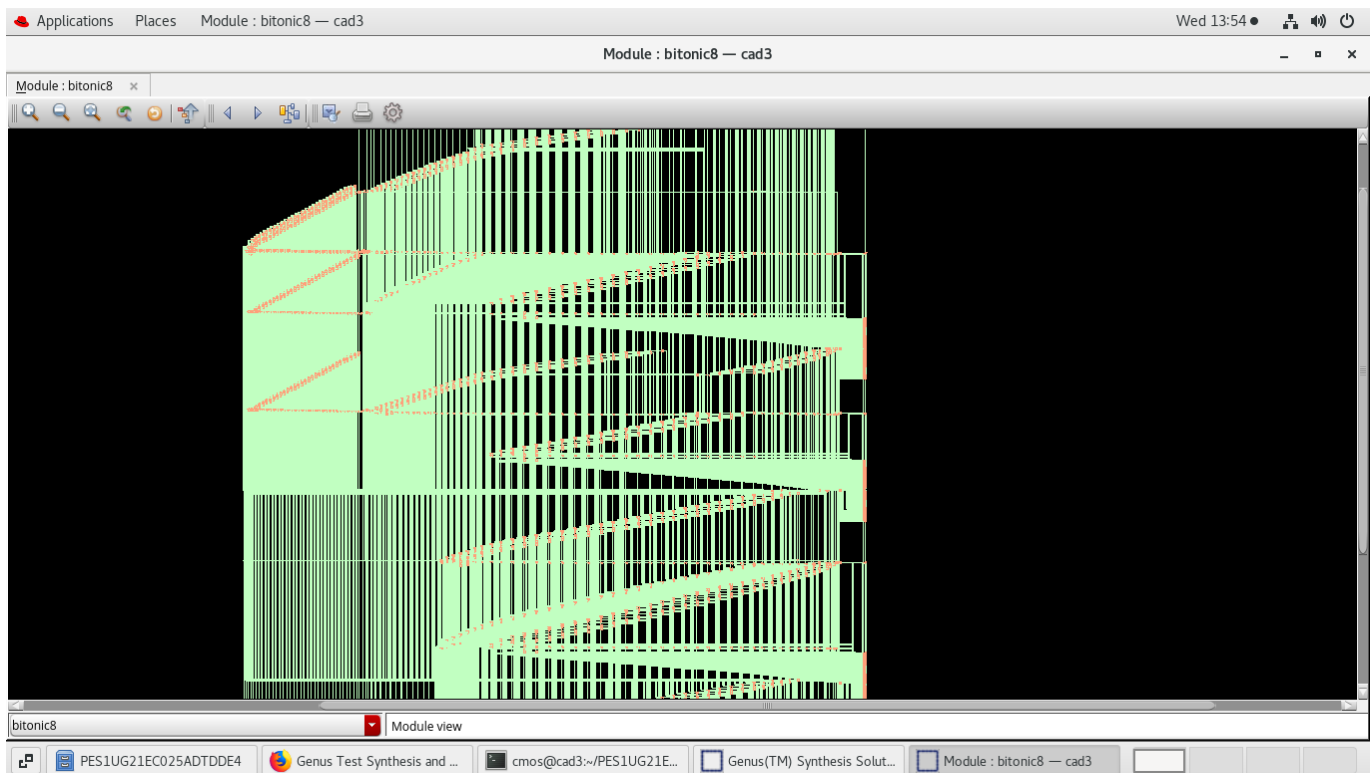 Applications Places Module : bitonic8 — cad3 Wed 13:54
Module : bitonic8 — cad3
Module : bitonic8
bitonic8 Module view
PES1UG21EC025ADTDDE4 Genus Test Synthesis and ... cmos@cad3:~/PES1UG21E... Genus(TM) Synthesis Solut... Module : bitonic8 — cad3